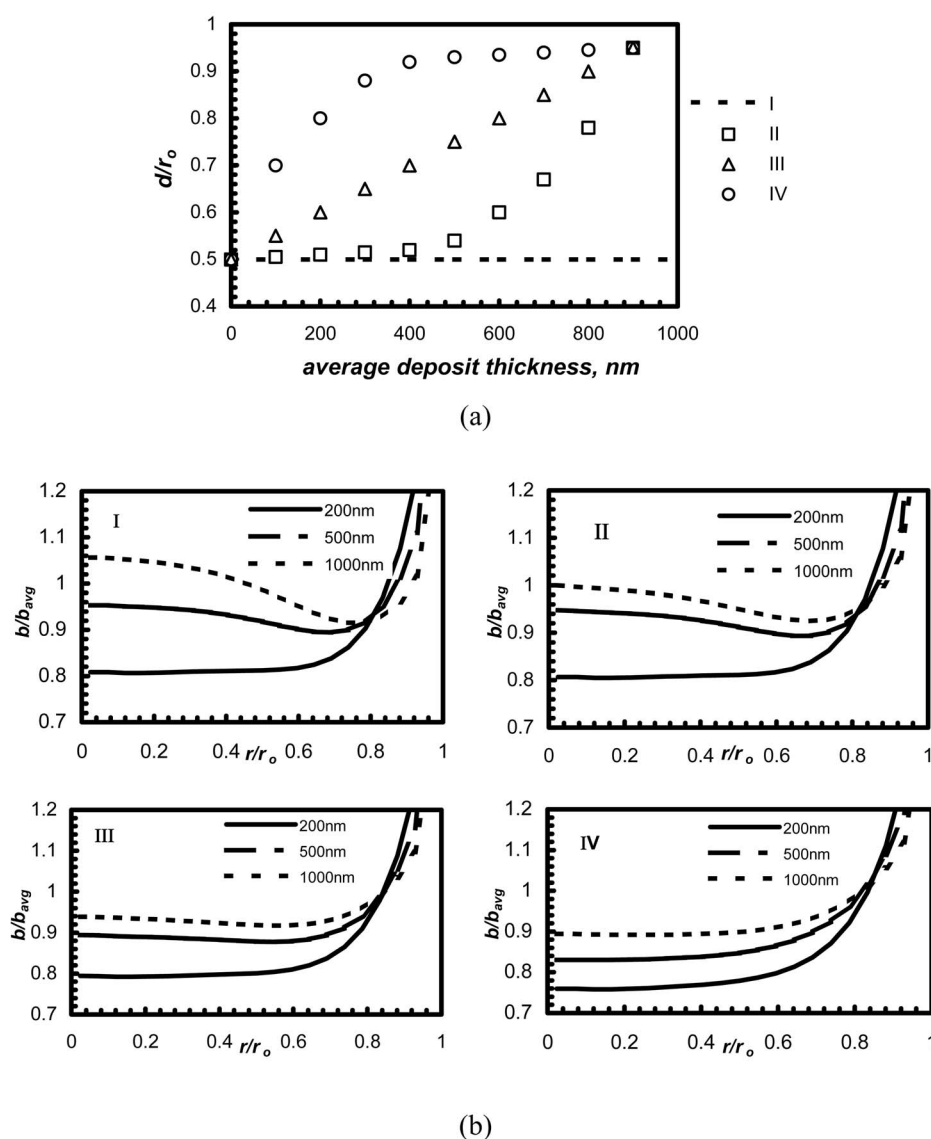 1
0.9
0.8
0.7
0.6
0.5
0.4
d/ro
0 200 400 600 800 1000
average deposit thickness, nm
I
II
III
IV
(a)
1.2
1.1
1
0.9
0.8
0.7
b/bavg
I
200nm
500nm
1000nm
0 0.2 0.4 0.6 0.8 1
r/ro
1.2
1.1
1
0.9
0.8
0.7
b/bavg
II
200nm
500nm
1000nm
0 0.2 0.4 0.6 0.8 1
r/ro
1.2
1.1
1
0.9
0.8
0.7
b/bavg
III
200nm
500nm
1000nm
0 0.2 0.4 0.6 0.8 1
r/ro
1.2
1.1
1
0.9
0.8
0.7
b/bavg
IV
200nm
500nm
1000nm
0 0.2 0.4 0.6 0.8 1
r/ro
(b)